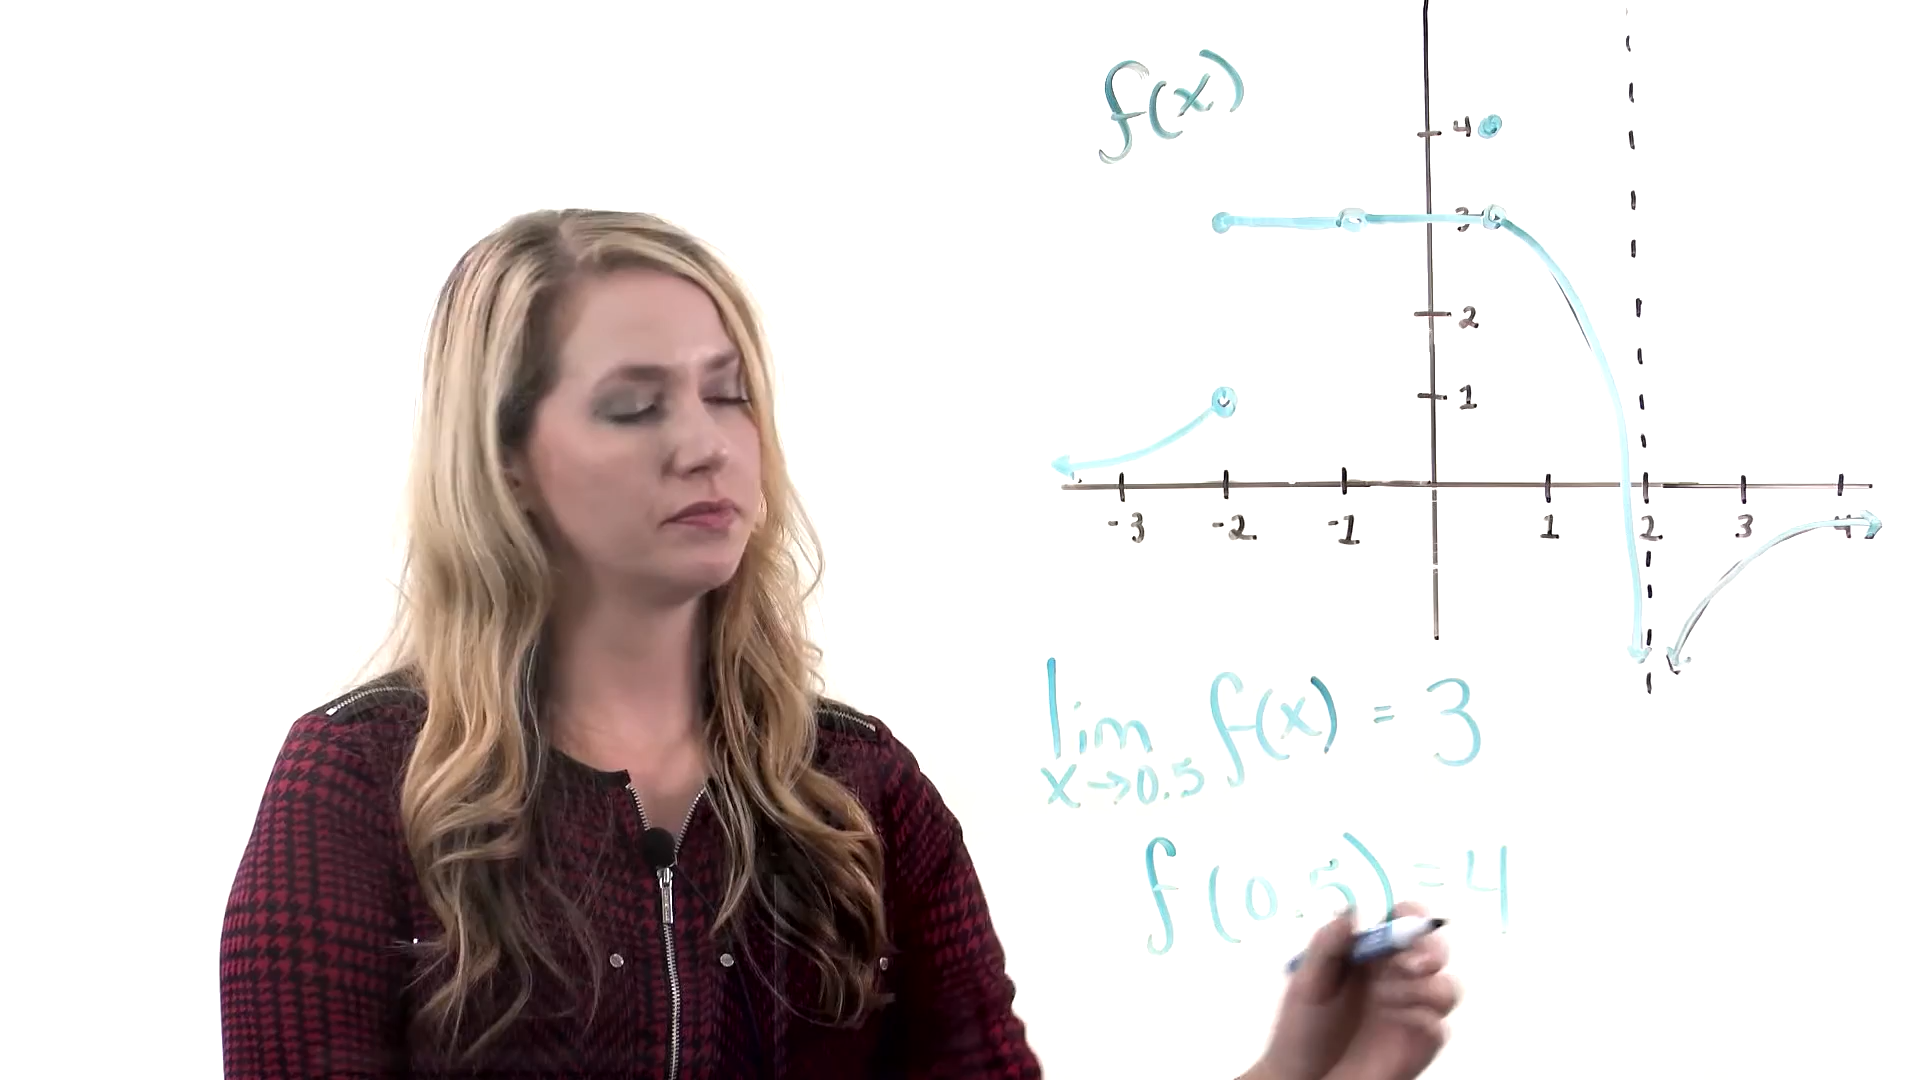 f(x)
4
3
2
1
-3 -2 -1 1 2 3 4
lim f(x) = 3
x→0.5
f(0.5) = 4